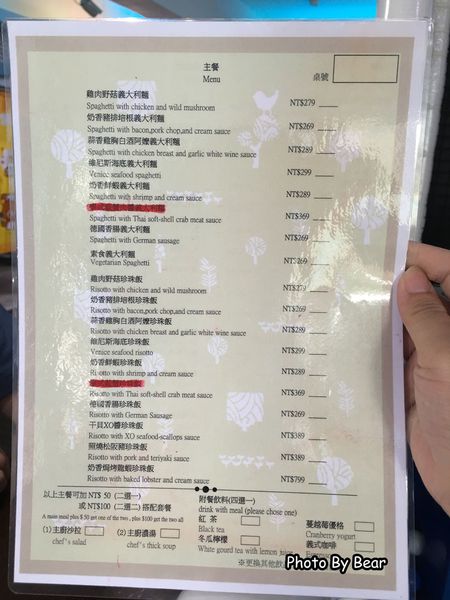 主餐
Menu
桌號
雞肉野菇義大利麵
Spaghetti with chicken and wild mushroom NT$279
奶香豬排培根義大利麵
Spaghetti with bacon,pork chop,and cream sauce NT$269
蒜香雞胸白酒阿嬤義大利麵
Spaghetti with chicken breast and garlic white wine sauce NT$289
維尼斯海底義大利麵
Venice seafood spaghetti NT$299
奶香鮮蝦義大利麵
Spaghetti with shrimp and cream sauce NT$289
Spaghetti with Thai soft-shell crab meat sauce NT$369
德國香腸義大利麵
Spaghetti with German sausage NT$269
素食義大利麵
Vegetarian Spaghetti NT$269
雞肉野菇珍珠飯
Risotto with chicken and wild mushroom NT$279
奶香豬排培根珍珠飯
Risotto with bacon,pork chop,and cream sauce NT$269
蒜香雞胸白酒阿嬤珍珠飯
Risotto with chicken breast and garlic white wine sauce NT$289
維尼斯海底珍珠飯
Venice seafood risotto NT$299
奶香鮮蝦珍珠飯
Risotto with shrimp and cream sauce NT$289
Risotto with Thai soft-shell crab meat sauce NT$369
德國香腸珍珠飯
Risotto with German Sausage NT$269
干貝XO醬珍珠飯
Risotto with XO seafood-scallops sauce NT$389
照燒松阪豬珍珠飯
Risotto with pork and teriyaki sauce NT$389
奶香焗烤龍蝦珍珠飯
Risotto with baked lobster and cream sauce NT$799
以上主餐可加 NT$ 50 (二選一)
或 NT$100 (二選二) 搭配套餐
A main meal plus $ 50 get one of the two , plus $100 get the two all
(1) 主廚沙拉
chef"s salad
(2) 主廚濃湯
chef"s thick soup
附餐飲料(四選一)
drink with meal (please chose one)
紅 茶
Black tea
冬瓜檸檬
White gourd tea with lemon juice
蔓越莓優格
Cranberry yogurt
義式咖啡
※更換其他飲
Photo By Bear